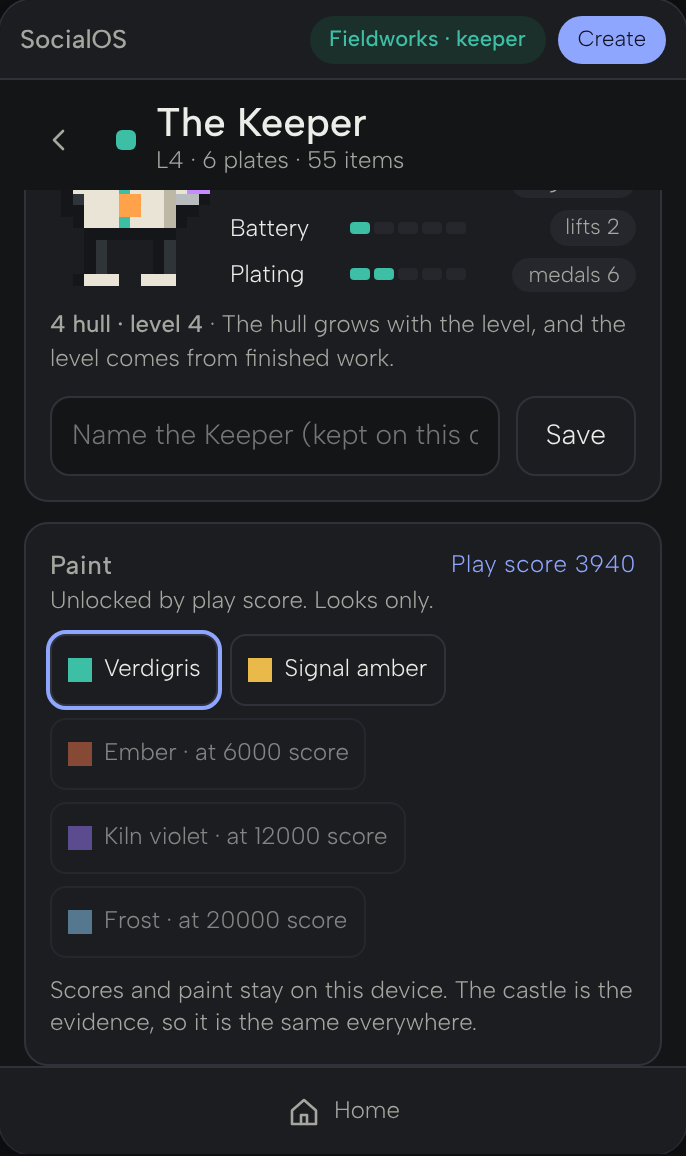 SocialOS
Fieldworks · keeper
Create
The Keeper
L4 · 6 plates · 55 items
Battery
lifts 2
Plating
medals 6
4 hull · level 4 · The hull grows with the level, and the
level comes from finished work.
Name the Keeper (kept on this
Save
Paint
Play score 3940
Unlocked by play score. Looks only.
Verdigris
Signal amber
Ember · at 6000 score
Kiln violet · at 12000 score
Frost · at 20000 score
Scores and paint stay on this device. The castle is the
evidence, so it is the same everywhere.
Home